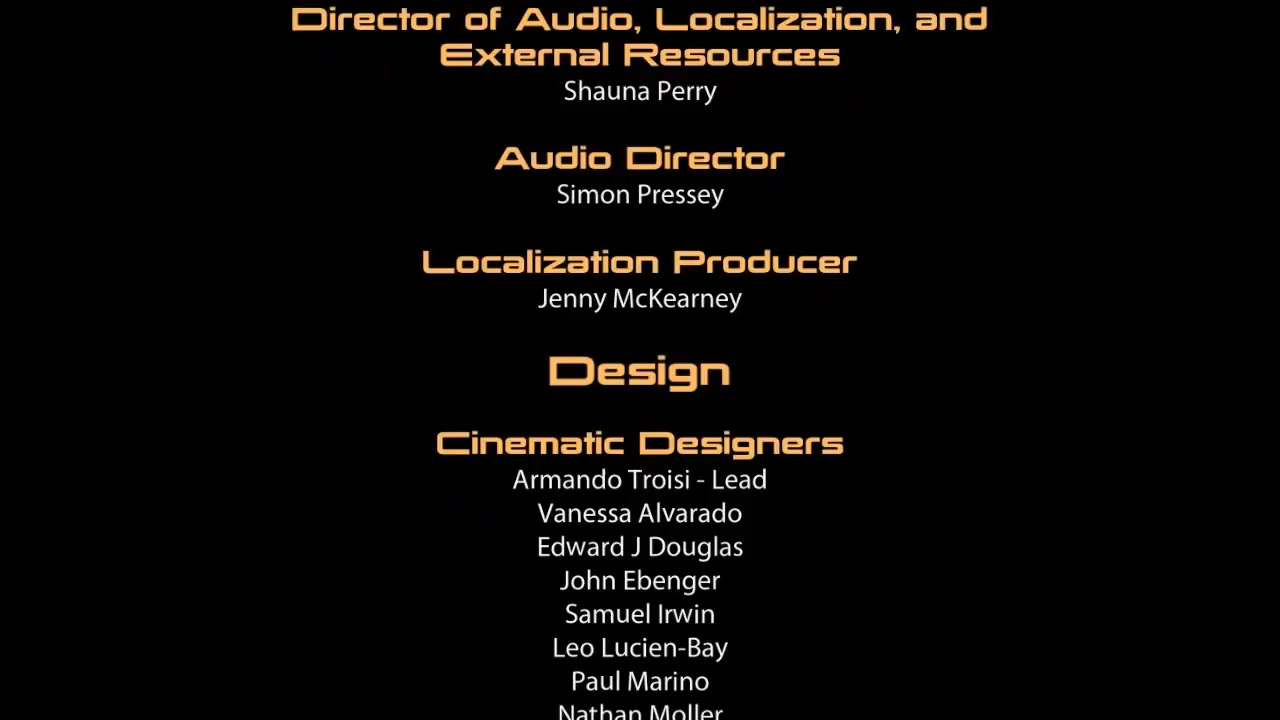 Director of Audio, Localization, and
External Resources
Shauna Perry
Audio Director
Simon Pressey
Localization Producer
Jenny McKearney
Design
Cinematic Designers
Armando Troisi - Lead
Vanessa Alvarado
Edward J Douglas
John Ebenger
Samuel Irwin
Leo Lucien-Bay
Paul Marino
Nathan Moller